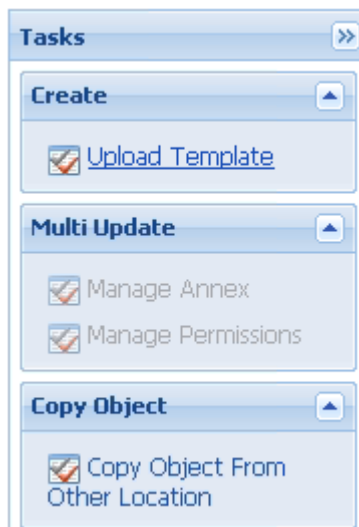 Tasks
Create
Upload Template
Multi Update
Manage Annex
Manage Permissions
Copy Object
Copy Object From
Other Location